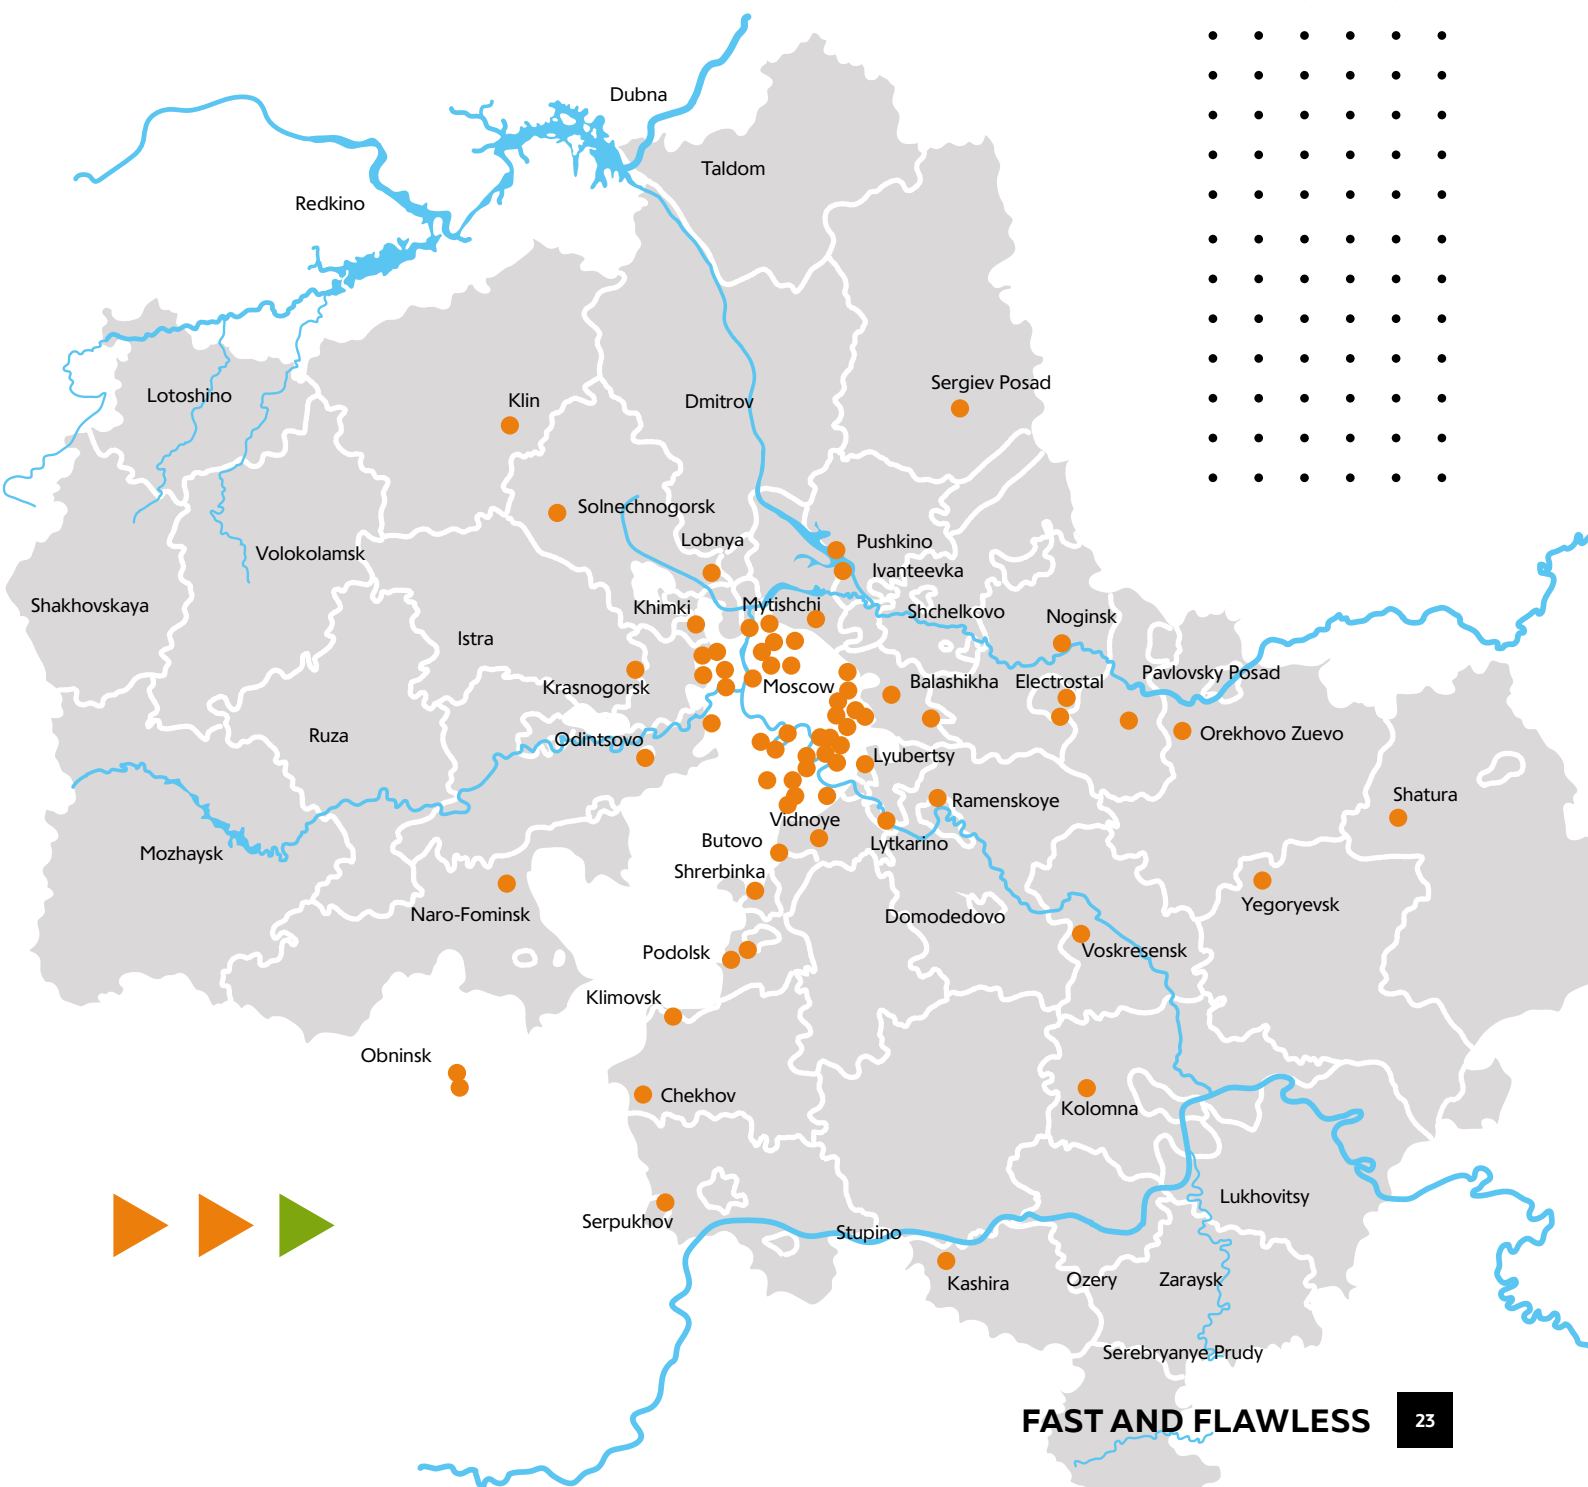 Dubna
Taldom
Redkino
Sergiev Posad
Lotoshino
Klin
Dmitrov
Solnechnogorsk
Lobnya
Pushkino
Volokolamsk
Ivanteevka
Shakhovskaya
Khimki
Mytishchi
Shchelkovo
Noginsk
Istra
Pavlovsky Posad
Krasnogorsk
Moscow
Balashikha
Electrostal
Ruza
Odintsovo
Orekhovo Zuevo
Lyubertsy
Shatura
Ramenskoye
Vidnoye
Butovo
Lytkarino
Mozhaysk
Shrerbinka
Yegoryevsk
Naro-Fominsk
Domodedovo
Podolsk
Voskresensk
Klimovsk
Obninsk
Chekhov
Kolomna
Lukhovitsy
Serpukhov
Stupino
Kashira
Ozery
Zaraysk
Serebryanye Prudy
FAST AND FLAWLESS
23